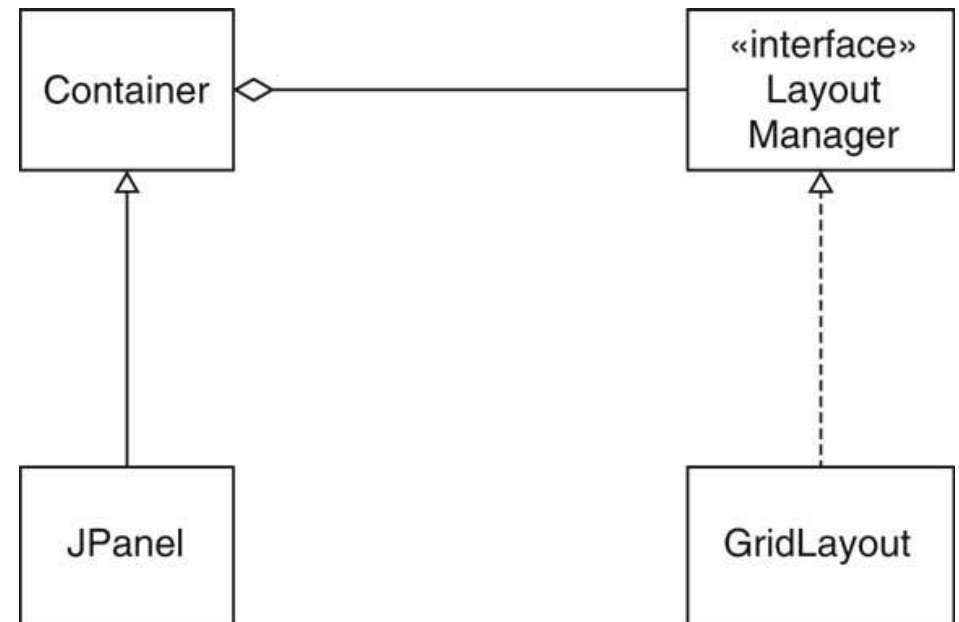 Container
«interface»
Layout
Manager
JPanel
GridLayout